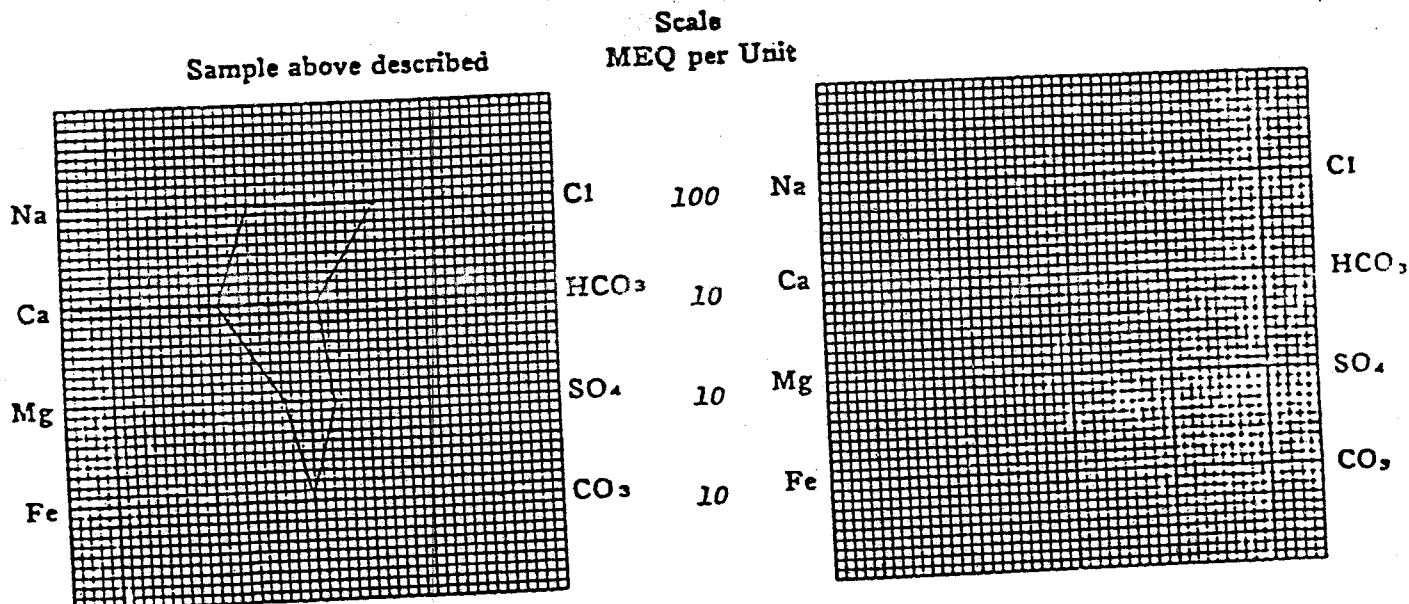 Scale
MEQ per Unit
Sample above described
Na Cl 100 Na Cl
Ca HCO₃ 10 Ca HCO₃
Mg SO₄ 10 Mg SO₄
Fe CO₃ 10 Fe CO₃